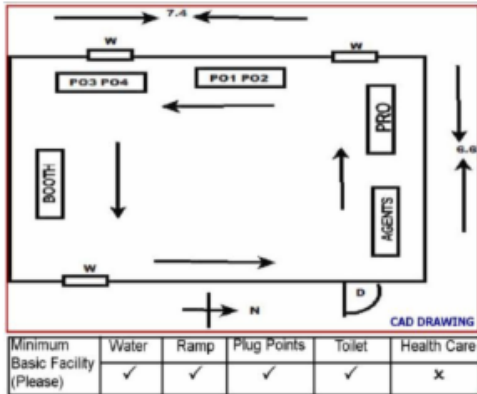 7.4
W
W
PO3 PO4
PO1 PO2
PRO
6.6
BOOTH
AGENTS
W
D
N
CAD DRAWING
Minimum Basic Facility (Please) Water Ramp Plug Points Toilet Health Care
✓ ✓ ✓ ✓ x